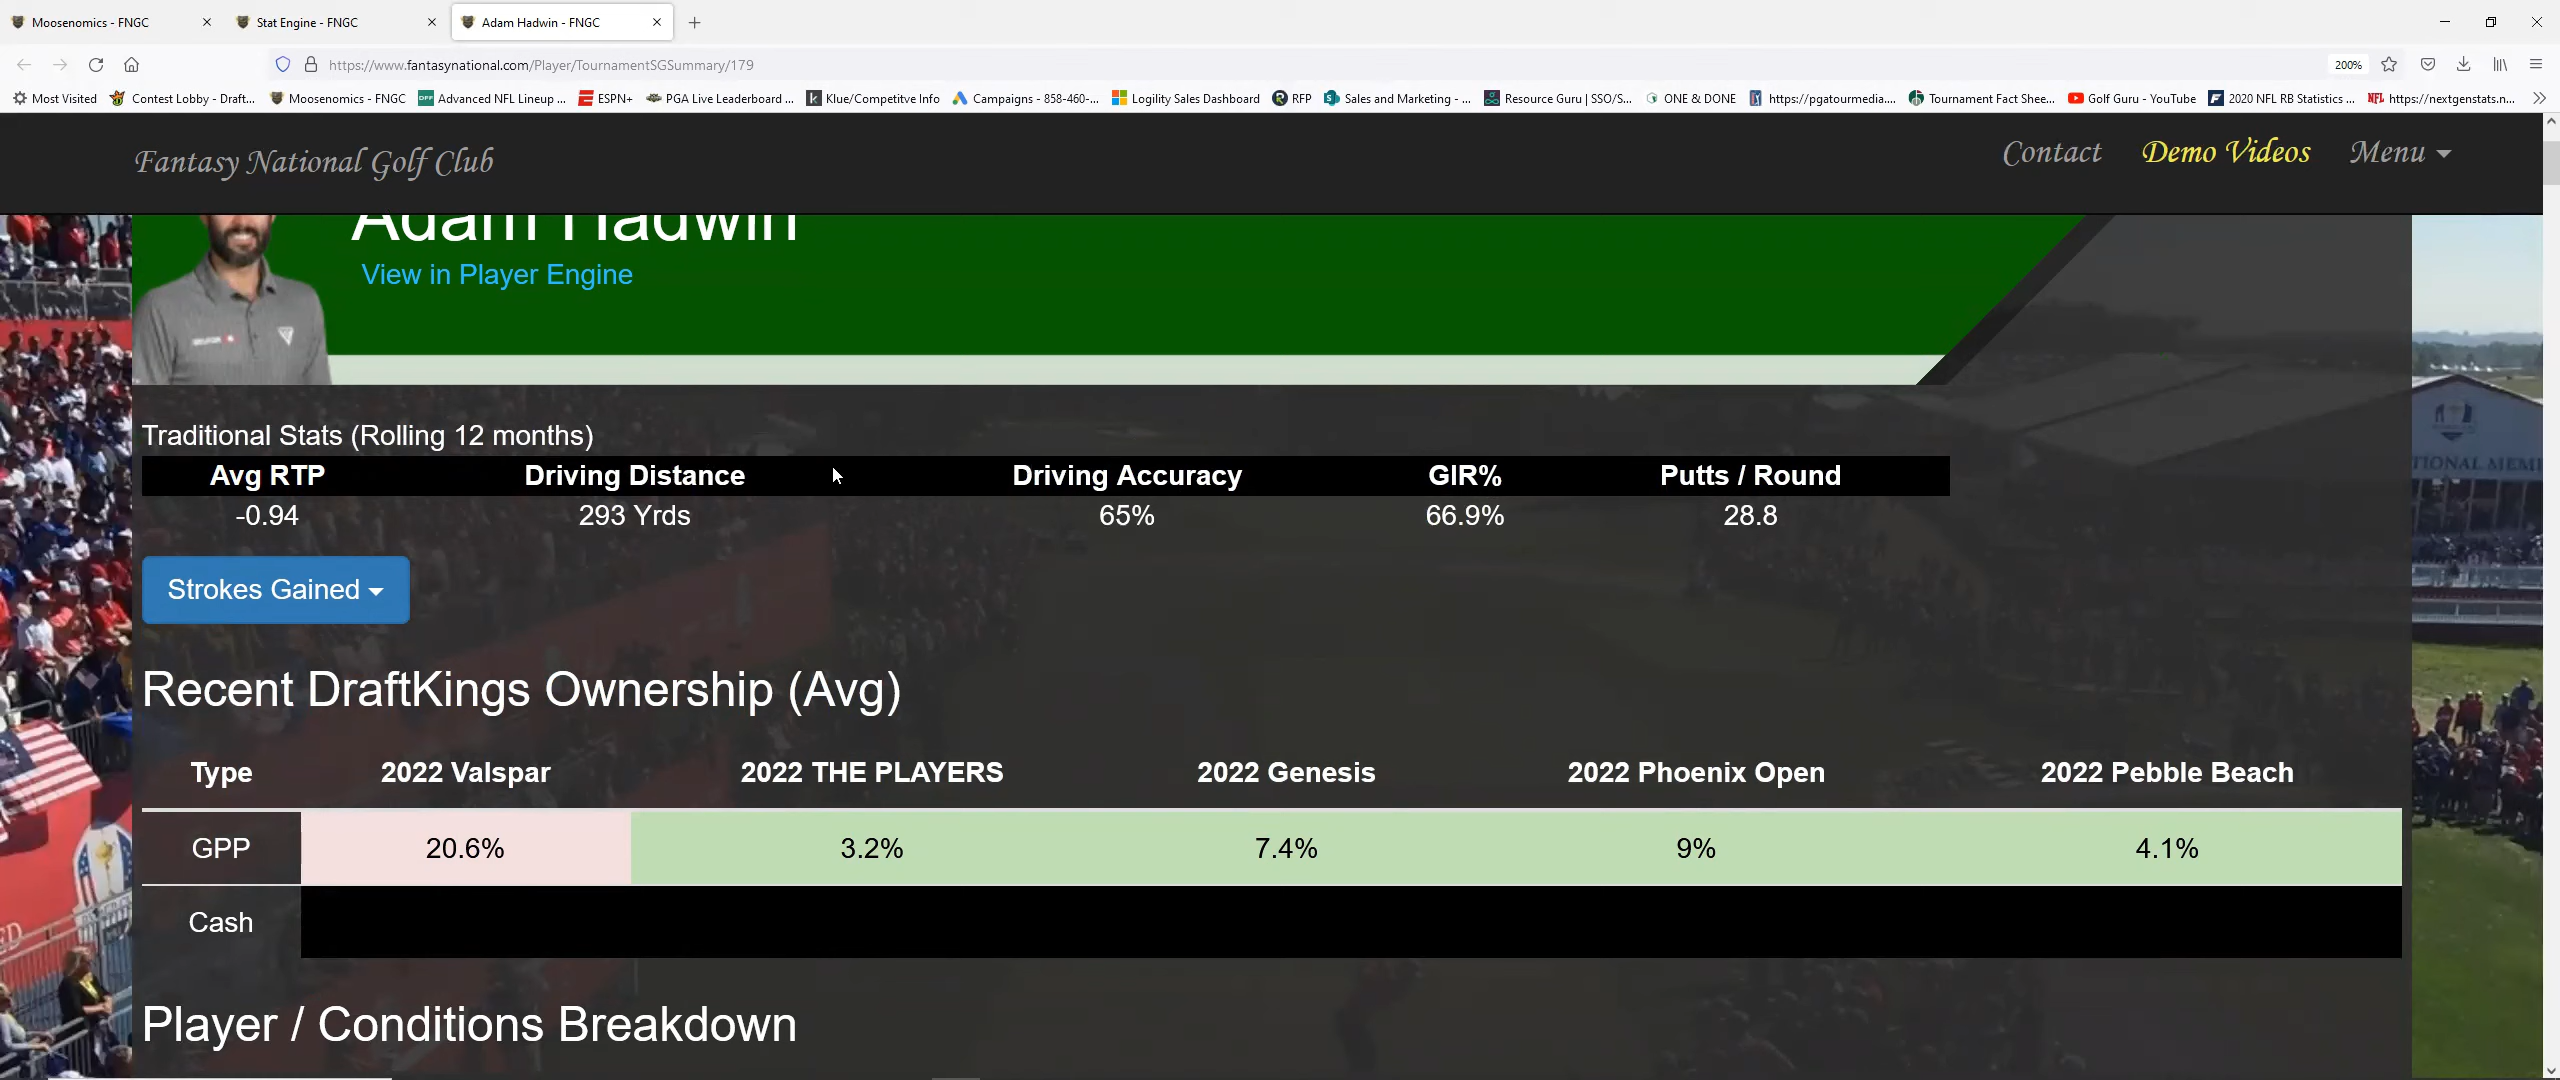 Moosenomics - FNGC
Stat Engine - FNGC
Adam Hadwin - FNGC
https://www.fantasynational.com/Player/TournamentSGSummary/179
200%
Most Visited
Contest Lobby - Draft...
Moosenomics - FNGC
Advanced NFL Lineup ...
ESPN+
PGA Live Leaderboard ...
Klue/Competitve Info
Campaigns - 858-460-...
Logility Sales Dashboard
RFP
Sales and Marketing - ...
Resource Guru | SSO/S...
ONE & DONE
https://pgatourmedia....
Tournament Fact Shee...
Golf Guru - YouTube
2020 NFL RB Statistics ...
https://nextgenstats.n...
Fantasy National Golf Club
Contact
Demo Videos
Menu
Adam Hadwin
View in Player Engine
Traditional Stats (Rolling 12 months)
Avg RTP Driving Distance Driving Accuracy GIR% Putts / Round
-0.94 293 Yrds 65% 66.9% 28.8
Strokes Gained
Recent DraftKings Ownership (Avg)
Type 2022 Valspar 2022 THE PLAYERS 2022 Genesis 2022 Phoenix Open 2022 Pebble Beach
GPP 20.6% 3.2% 7.4% 9% 4.1%
Cash
Player / Conditions Breakdown